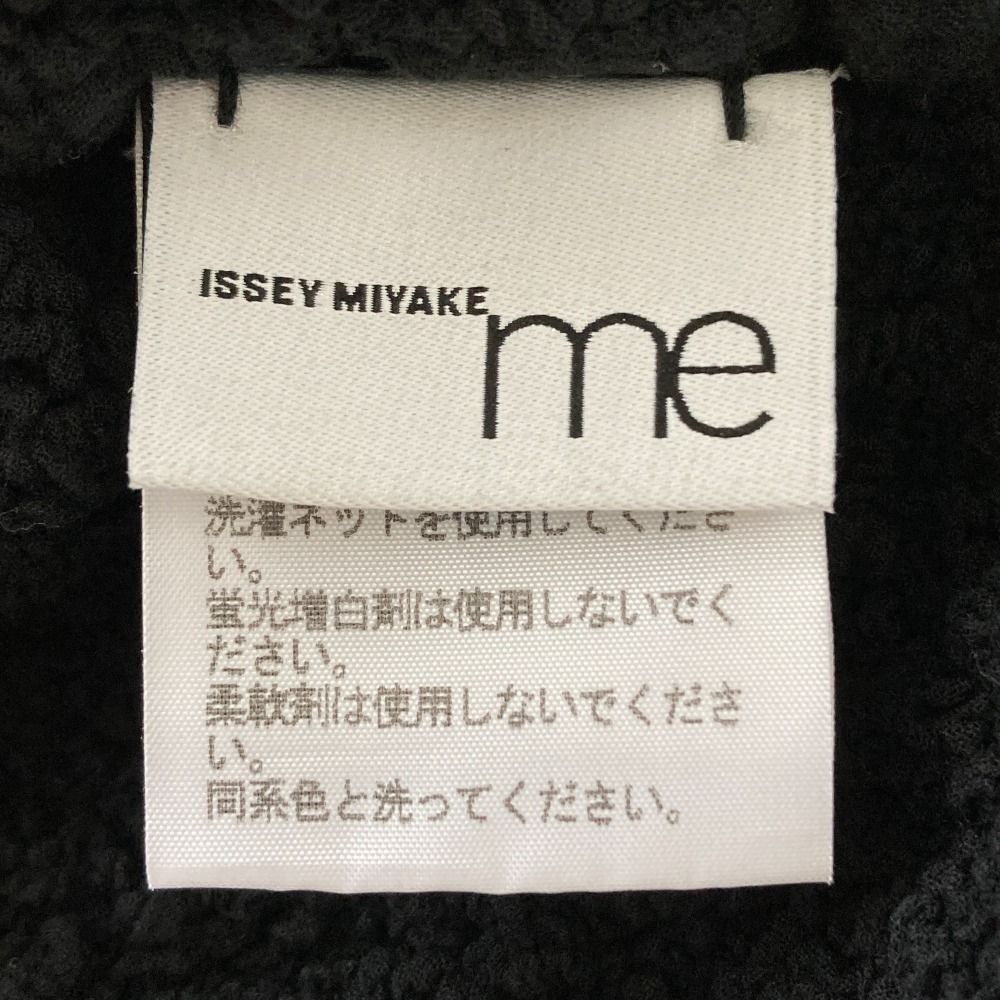 ISSEY MIYAKE
me
洗濯ネットを使用してくださ
い。
蛍光増白剤は使用しないでく
ださい。
柔軟剤は使用しないでくださ
い。
同系色と洗ってください。